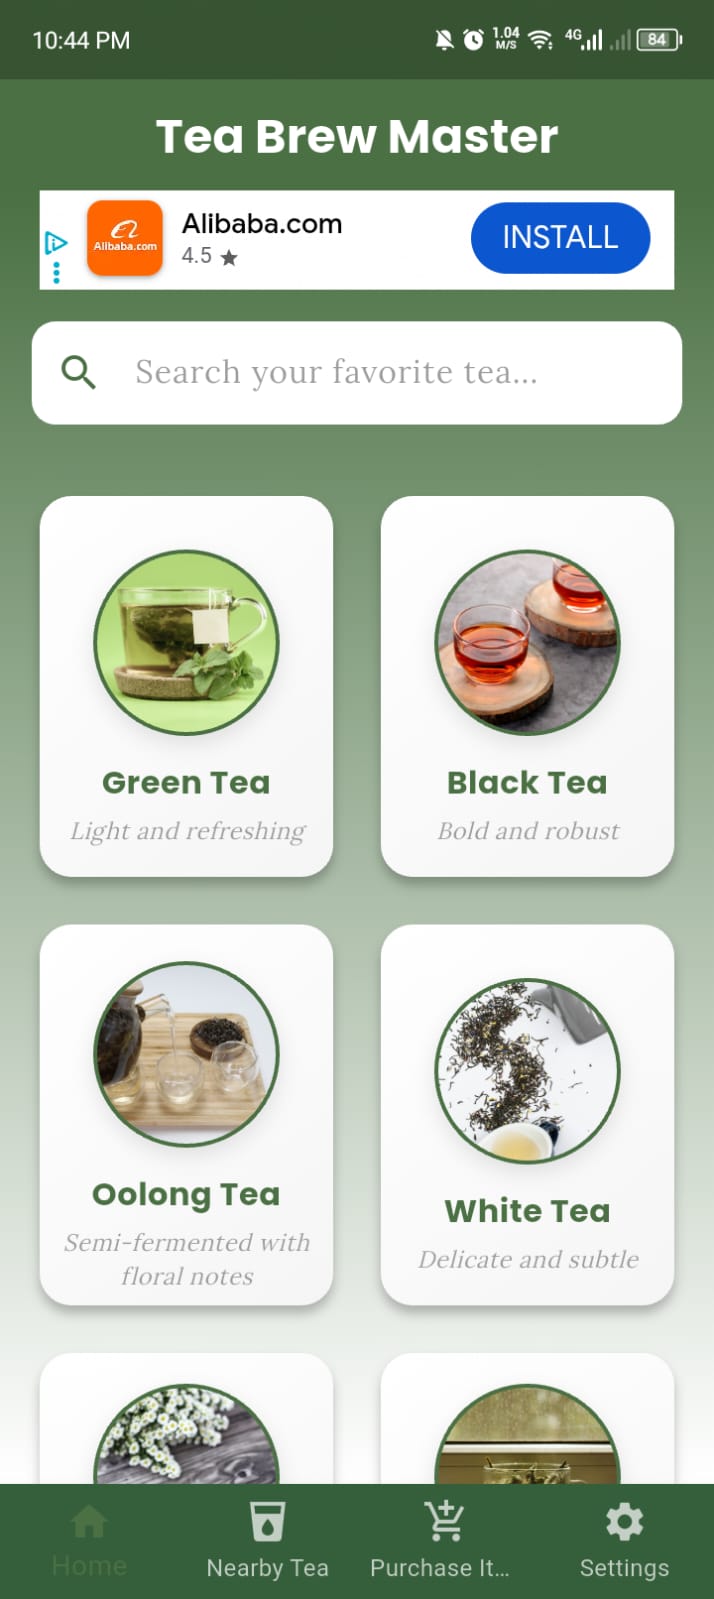 10:44 PM
1.04
M/S
4G
84
Tea Brew Master
Alibaba.com
Alibaba.com
4.5 ★
INSTALL
Search your favorite tea...
Green Tea
Light and refreshing
Black Tea
Bold and robust
Oolong Tea
Semi-fermented with
floral notes
White Tea
Delicate and subtle
Home
Nearby Tea
Purchase It...
Settings